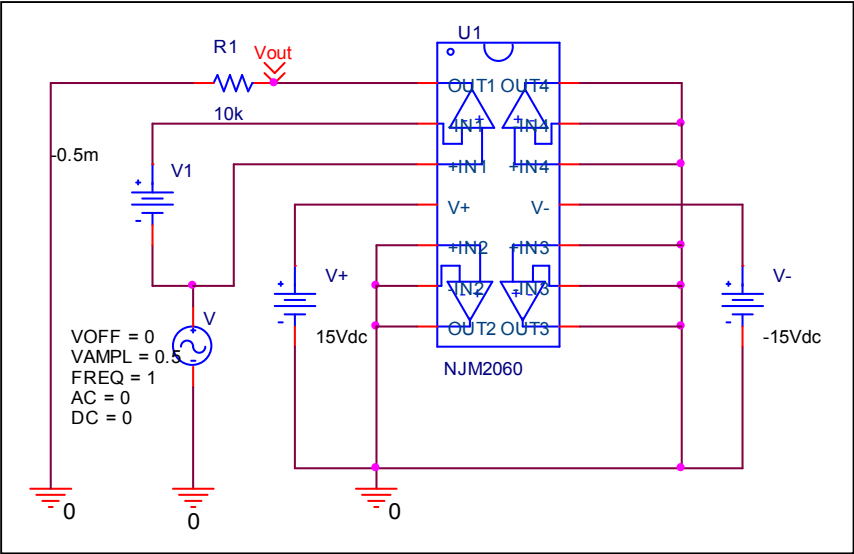 U1
R1
Vout
10k
-0.5m
V1
OUT1
OUT4
-IN1
-IN4
+IN1
+IN4
V+
V-
+IN2
+IN3
-IN2
-IN3
OUT2
OUT3
NJM2060
V+
15Vdc
V-
-15Vdc
V
VOFF = 0
VAMPL = 0.5
FREQ = 1
AC = 0
DC = 0
0
0
0